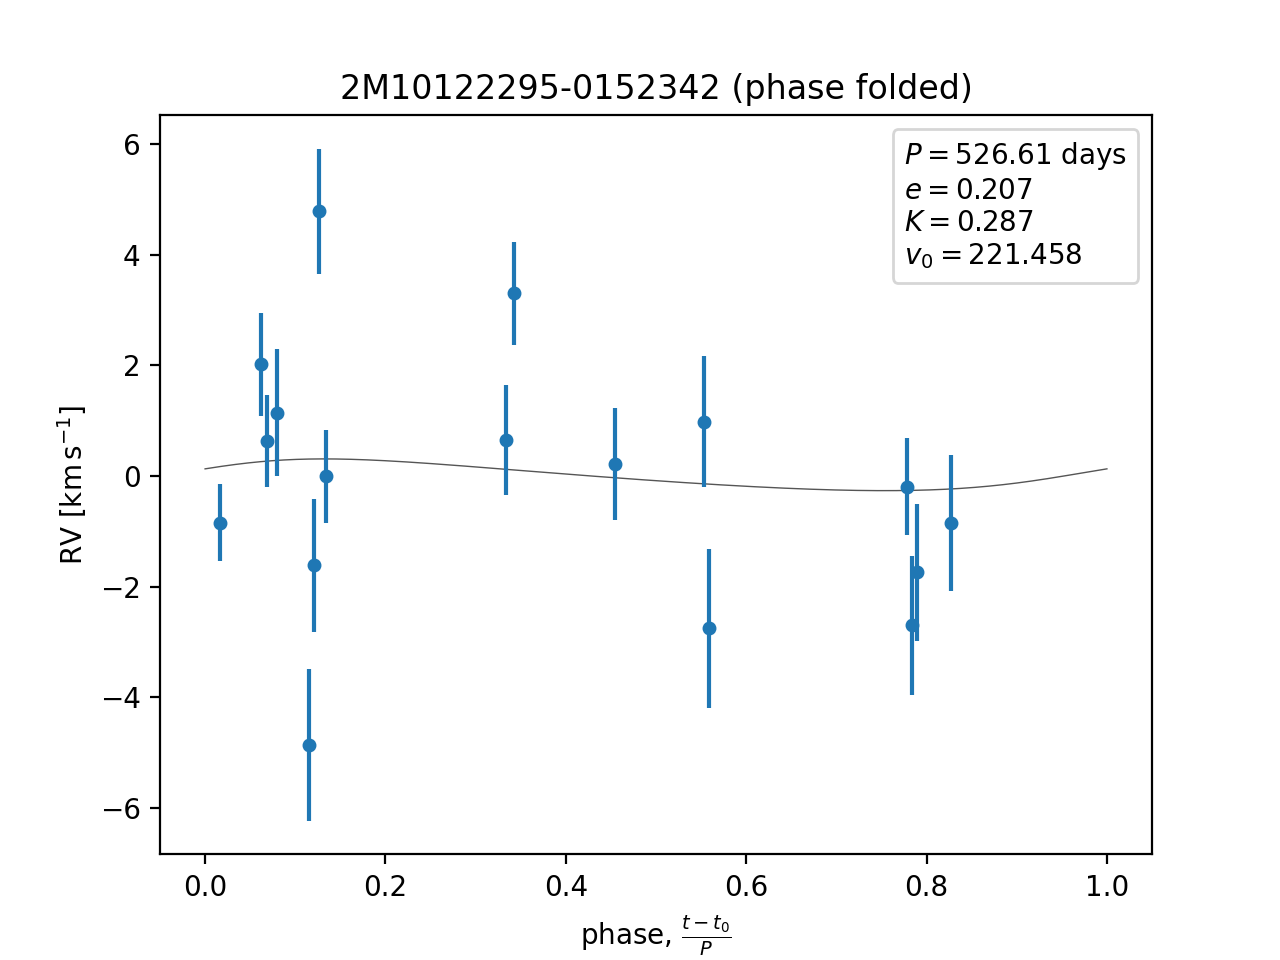 2M10122295-0152342 (phase folded)
P = 526.61 days
e = 0.207
K = 0.287
v₀ = 221.458
RV [km s⁻¹]
6
4
2
0
−2
−4
−6
0.0 0.2 0.4 0.6 0.8 1.0
phase, (t − t₀)/P